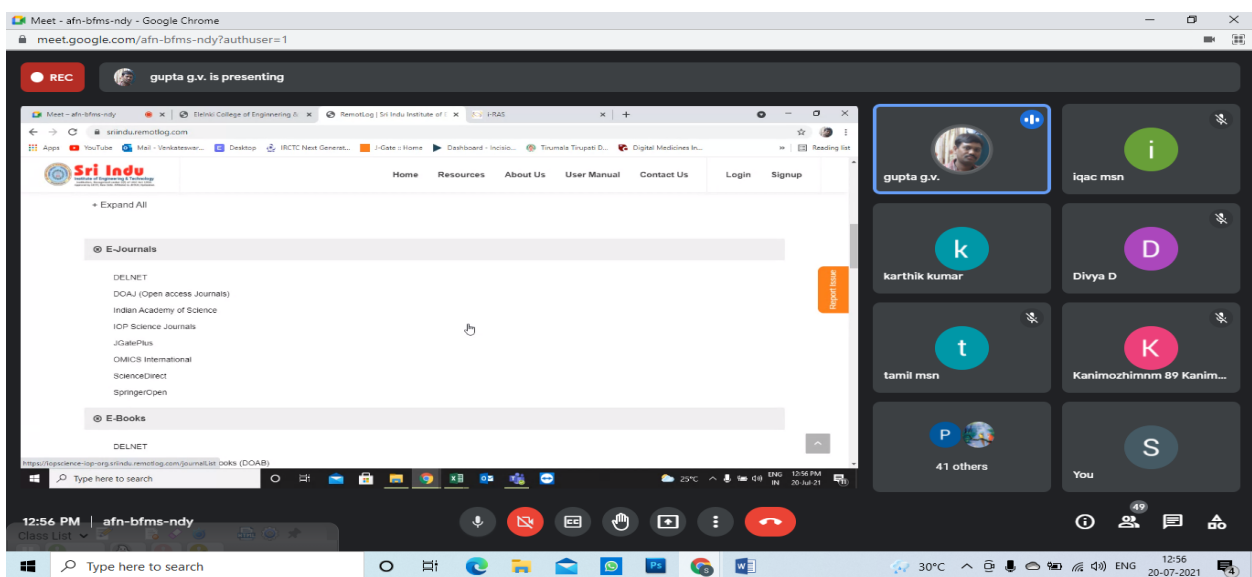 Meet - afn-bfms-ndy - Google Chrome
meet.google.com/afn-bfms-ndy?authuser=1
REC
gupta g.v. is presenting
Meet - afn-bfms-ndy
RemotLog | Sri Indu Institute of
i-RAS
sriindu.remotlog.com
Apps
YouTube
Mail - Venkateswer...
Desktop
IRCTC Next Generat...
J-Gate :: Home
Dashboard - Incisio...
Tirumala Tirupati D...
Digital Medicines In...
Reading list
Sri Indu
Institute of Engineering & Technology
Home
Resources
About Us
User Manual
Contact Us
Login
Signup
+ Expand All
E-Journals
DELNET
DOAJ (Open access Journals)
Indian Academy of Science
IOP Science Journals
JGatePlus
OMICS International
ScienceDirect
SpringerOpen
E-Books
DELNET
https://iopscience-iop-org.sriindu.remotlog.com/journalList
ooks (DOAB)
Report Issue
Type here to search
25°C
ENG
IN
12:56 PM
20-Jul-21
gupta g.v.
i
iqac msn
k
karthik kumar
D
Divya D
t
tamil msn
K
Kanimozhimnm 89 Kanim...
P
41 others
S
You
12:56 PM | afn-bfms-ndy
Class List
49
Type here to search
30°C
ENG
12:56
20-07-2021
4